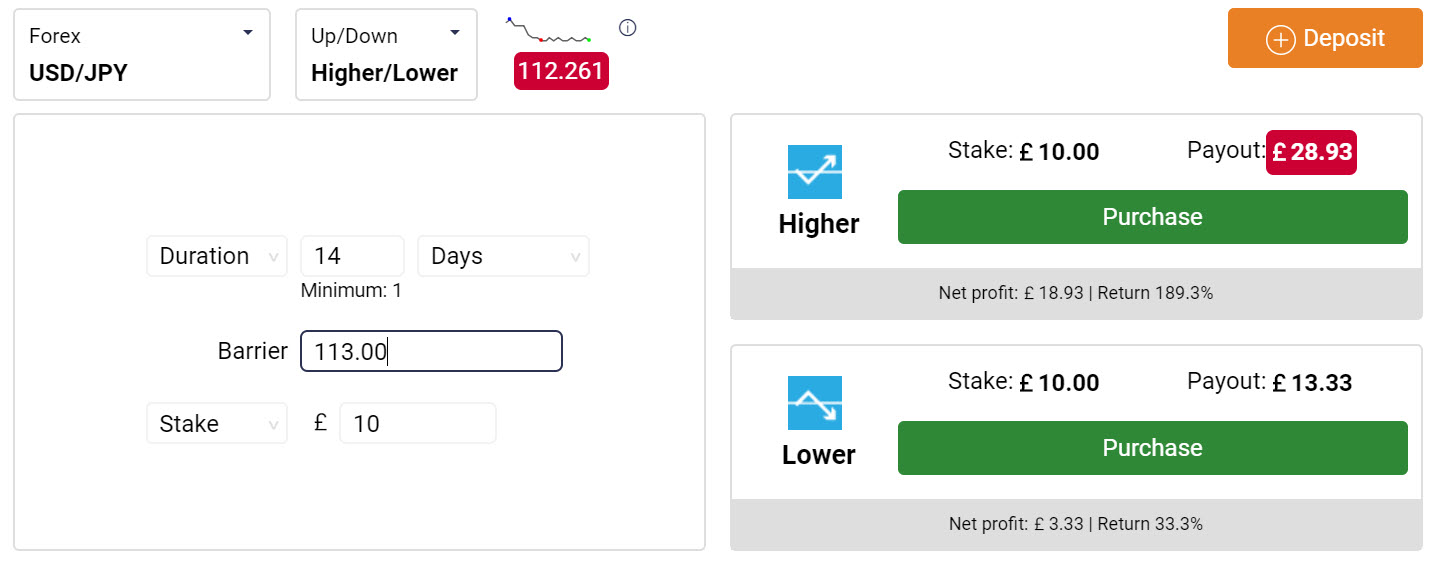 Forex
USD/JPY
Up/Down
Higher/Lower
112.261
Deposit
Duration 14 Days
Minimum: 1
Barrier 113.00
Stake £ 10
Stake: £ 10.00 Payout: £ 28.93
Higher
Purchase
Net profit: £ 18.93 | Return 189.3%
Stake: £ 10.00 Payout: £ 13.33
Lower
Purchase
Net profit: £ 3.33 | Return 33.3%